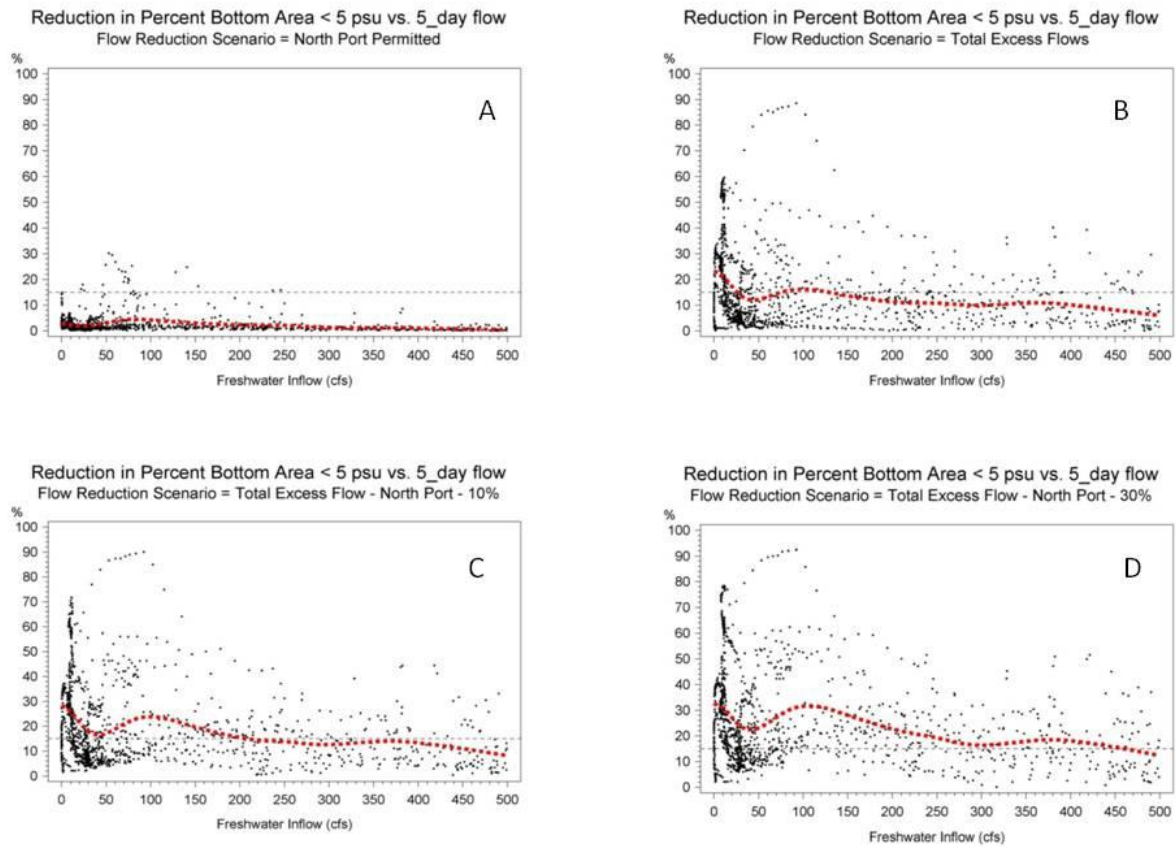 Reduction in Percent Bottom Area < 5 psu vs. 5_day flow
Flow Reduction Scenario = North Port Permitted
%
100
90
80
70
60
50
40
30
20
10
0
A
0 50 100 150 200 250 300 350 400 450 500
Freshwater Inflow (cfs)
Reduction in Percent Bottom Area < 5 psu vs. 5_day flow
Flow Reduction Scenario = Total Excess Flows
%
100
90
80
70
60
50
40
30
20
10
0
B
0 50 100 150 200 250 300 350 400 450 500
Freshwater Inflow (cfs)
Reduction in Percent Bottom Area < 5 psu vs. 5_day flow
Flow Reduction Scenario = Total Excess Flow - North Port - 10%
%
100
90
80
70
60
50
40
30
20
10
0
C
0 50 100 150 200 250 300 350 400 450 500
Freshwater Inflow (cfs)
Reduction in Percent Bottom Area < 5 psu vs. 5_day flow
Flow Reduction Scenario = Total Excess Flow - North Port - 30%
%
100
90
80
70
60
50
40
30
20
10
0
D
0 50 100 150 200 250 300 350 400 450 500
Freshwater Inflow (cfs)